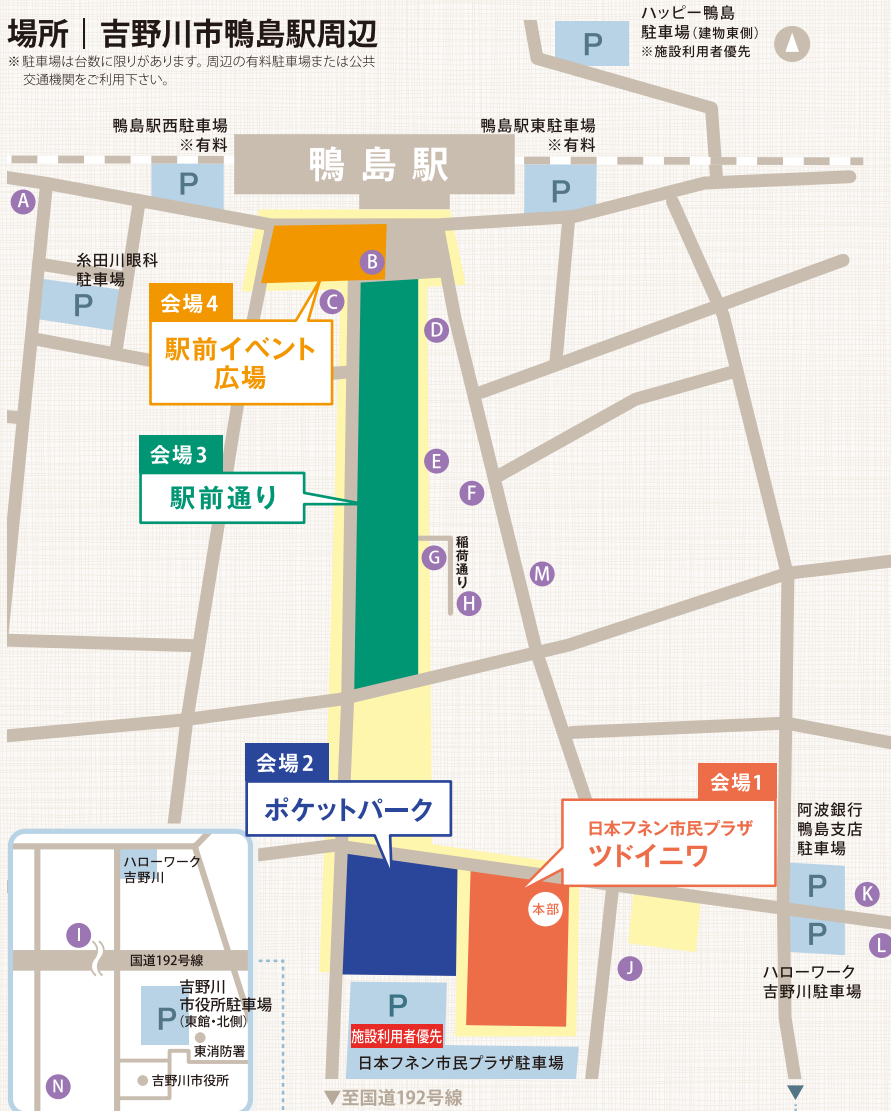 場所｜吉野川市鴨島駅周辺
※駐車場は台数に限りがあります。周辺の有料駐車場または公共
交通機関をご利用下さい。
ハッピー鴨島
駐車場(建物東側)
※施設利用者優先
P
鴨島駅西駐車場
※有料
P
鴨島駅
鴨島駅東駐車場
※有料
P
A
糸田川眼科
駐車場
P
B
C
D
会場4
駅前イベント
広場
会場3
駅前通り
E
F
G
稲荷通り
H
M
会場2
ポケットパーク
会場1
日本フネン市民プラザ
ツドイニワ
本部
阿波銀行
鴨島支店
駐車場
P
K
P
L
ハローワーク
吉野川駐車場
J
P
施設利用者優先
日本フネン市民プラザ駐車場
▼至国道192号線
ハローワーク
吉野川
I
国道192号線
吉野川
市役所駐車場
(東館・北側)
P
東消防署
吉野川市役所
N